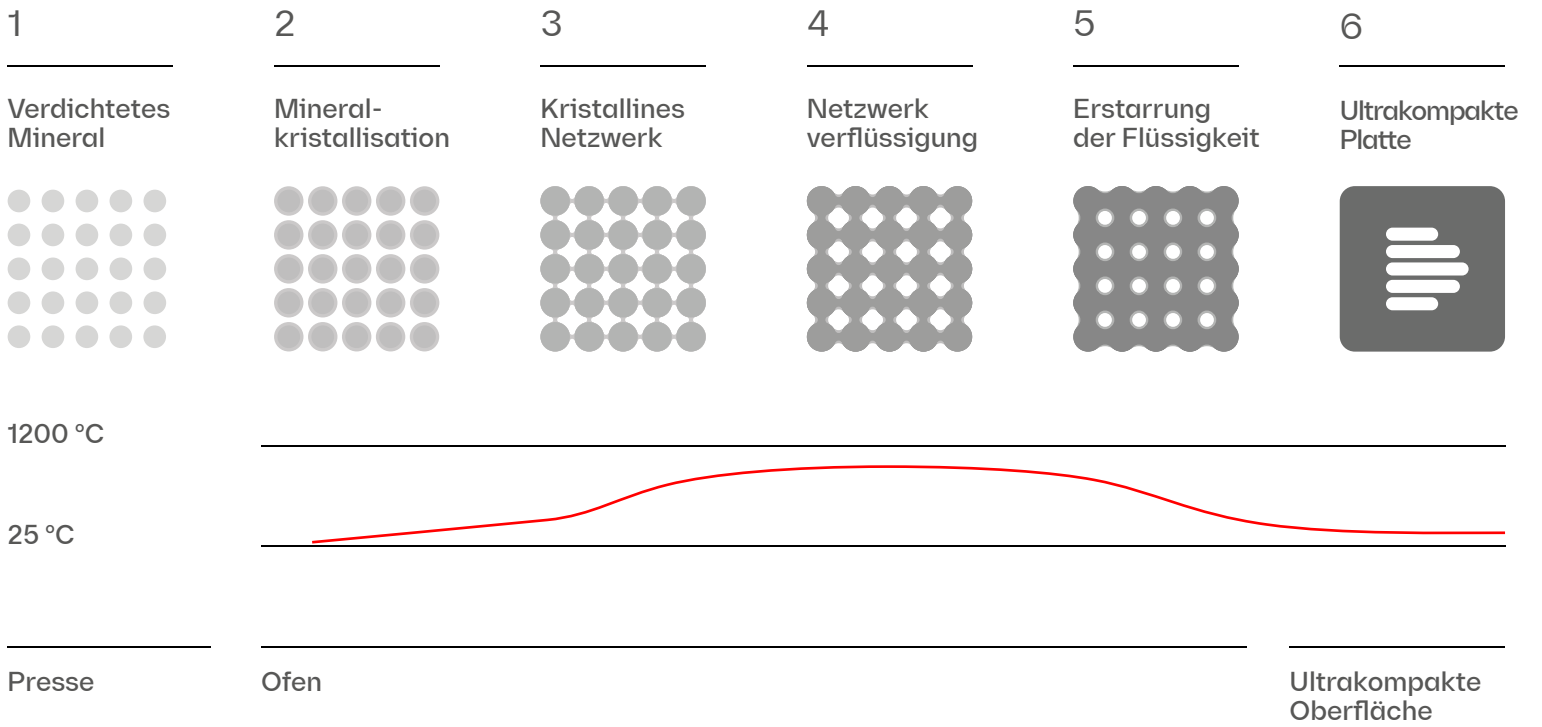 1
Verdichtetes
Mineral
2
Mineral-
kristallisation
3
Kristallines
Netzwerk
4
Netzwerk
verflüssigung
5
Erstarrung
der Flüssigkeit
6
Ultrakompakte
Platte
1200 °C
25 °C
Presse
Ofen
Ultrakompakte
Oberfläche